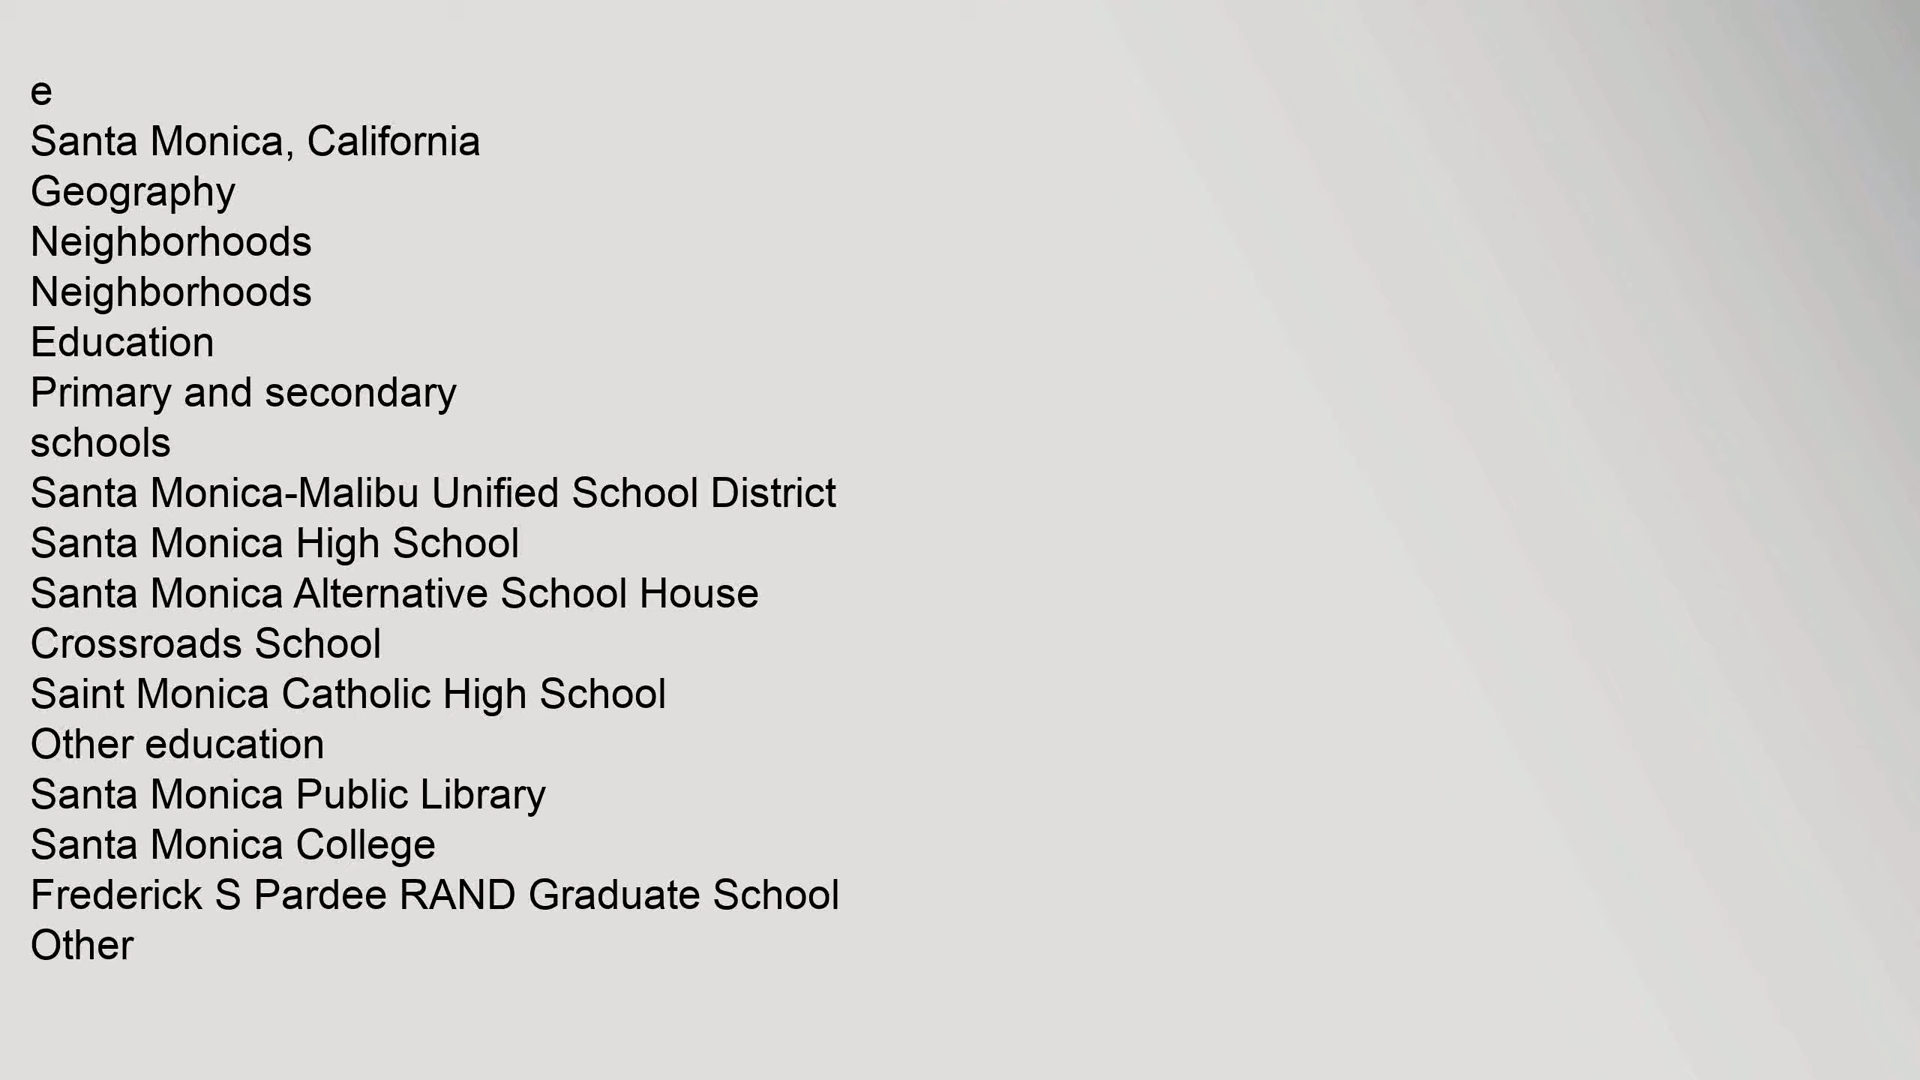 e
Santa Monica, California
Geography
Neighborhoods
Neighborhoods
Education
Primary and secondary
schools
Santa Monica-Malibu Unified School District
Santa Monica High School
Santa Monica Alternative School House
Crossroads School
Saint Monica Catholic High School
Other education
Santa Monica Public Library
Santa Monica College
Frederick S Pardee RAND Graduate School
Other